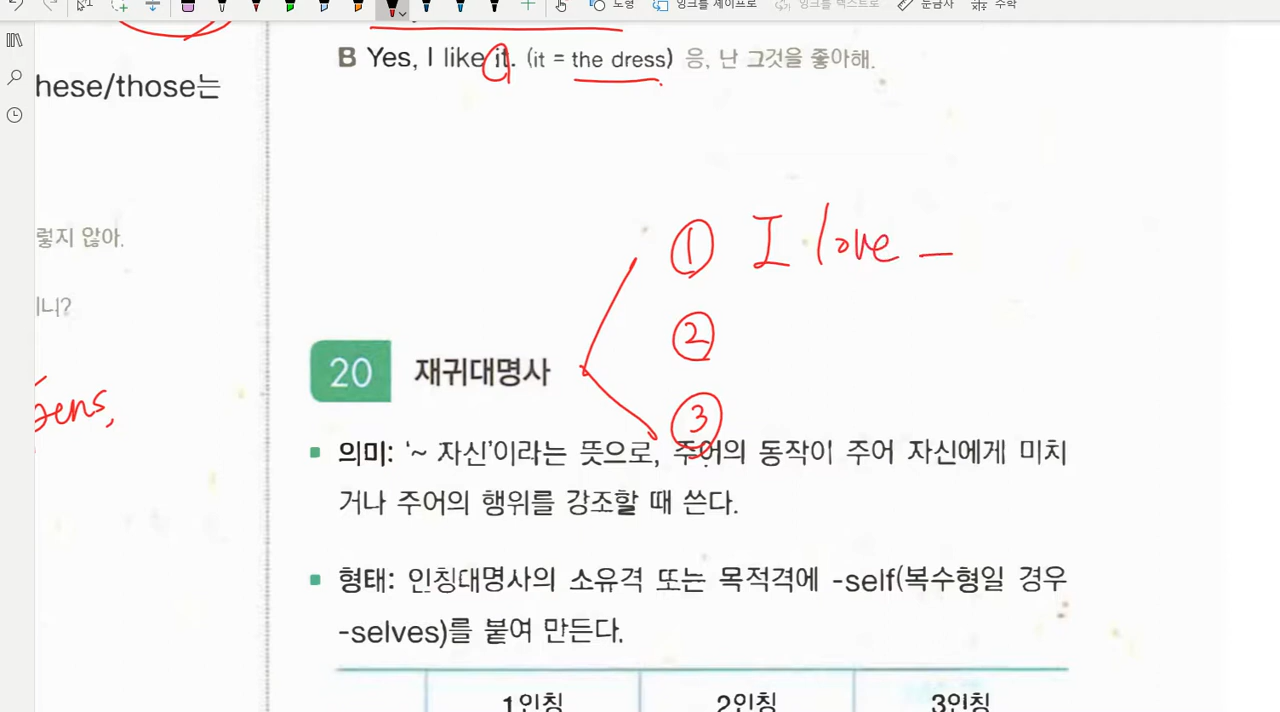 도형
잉크를 셰이프로
잉크를 텍스트로
눈금자
수학
B Yes, I like it. (it = the dress) 응, 난 그것을 좋아해.
hese/those는
렇지 않아.
니?
① I love _
②
③
20 재귀대명사
▪ 의미: ‘~ 자신’이라는 뜻으로, 주어의 동작이 주어 자신에게 미치
거나 주어의 행위를 강조할 때 쓴다.
▪ 형태: 인칭대명사의 소유격 또는 목적격에 -self(복수형일 경우
-selves)를 붙여 만든다.
1인칭 2인칭 3인칭